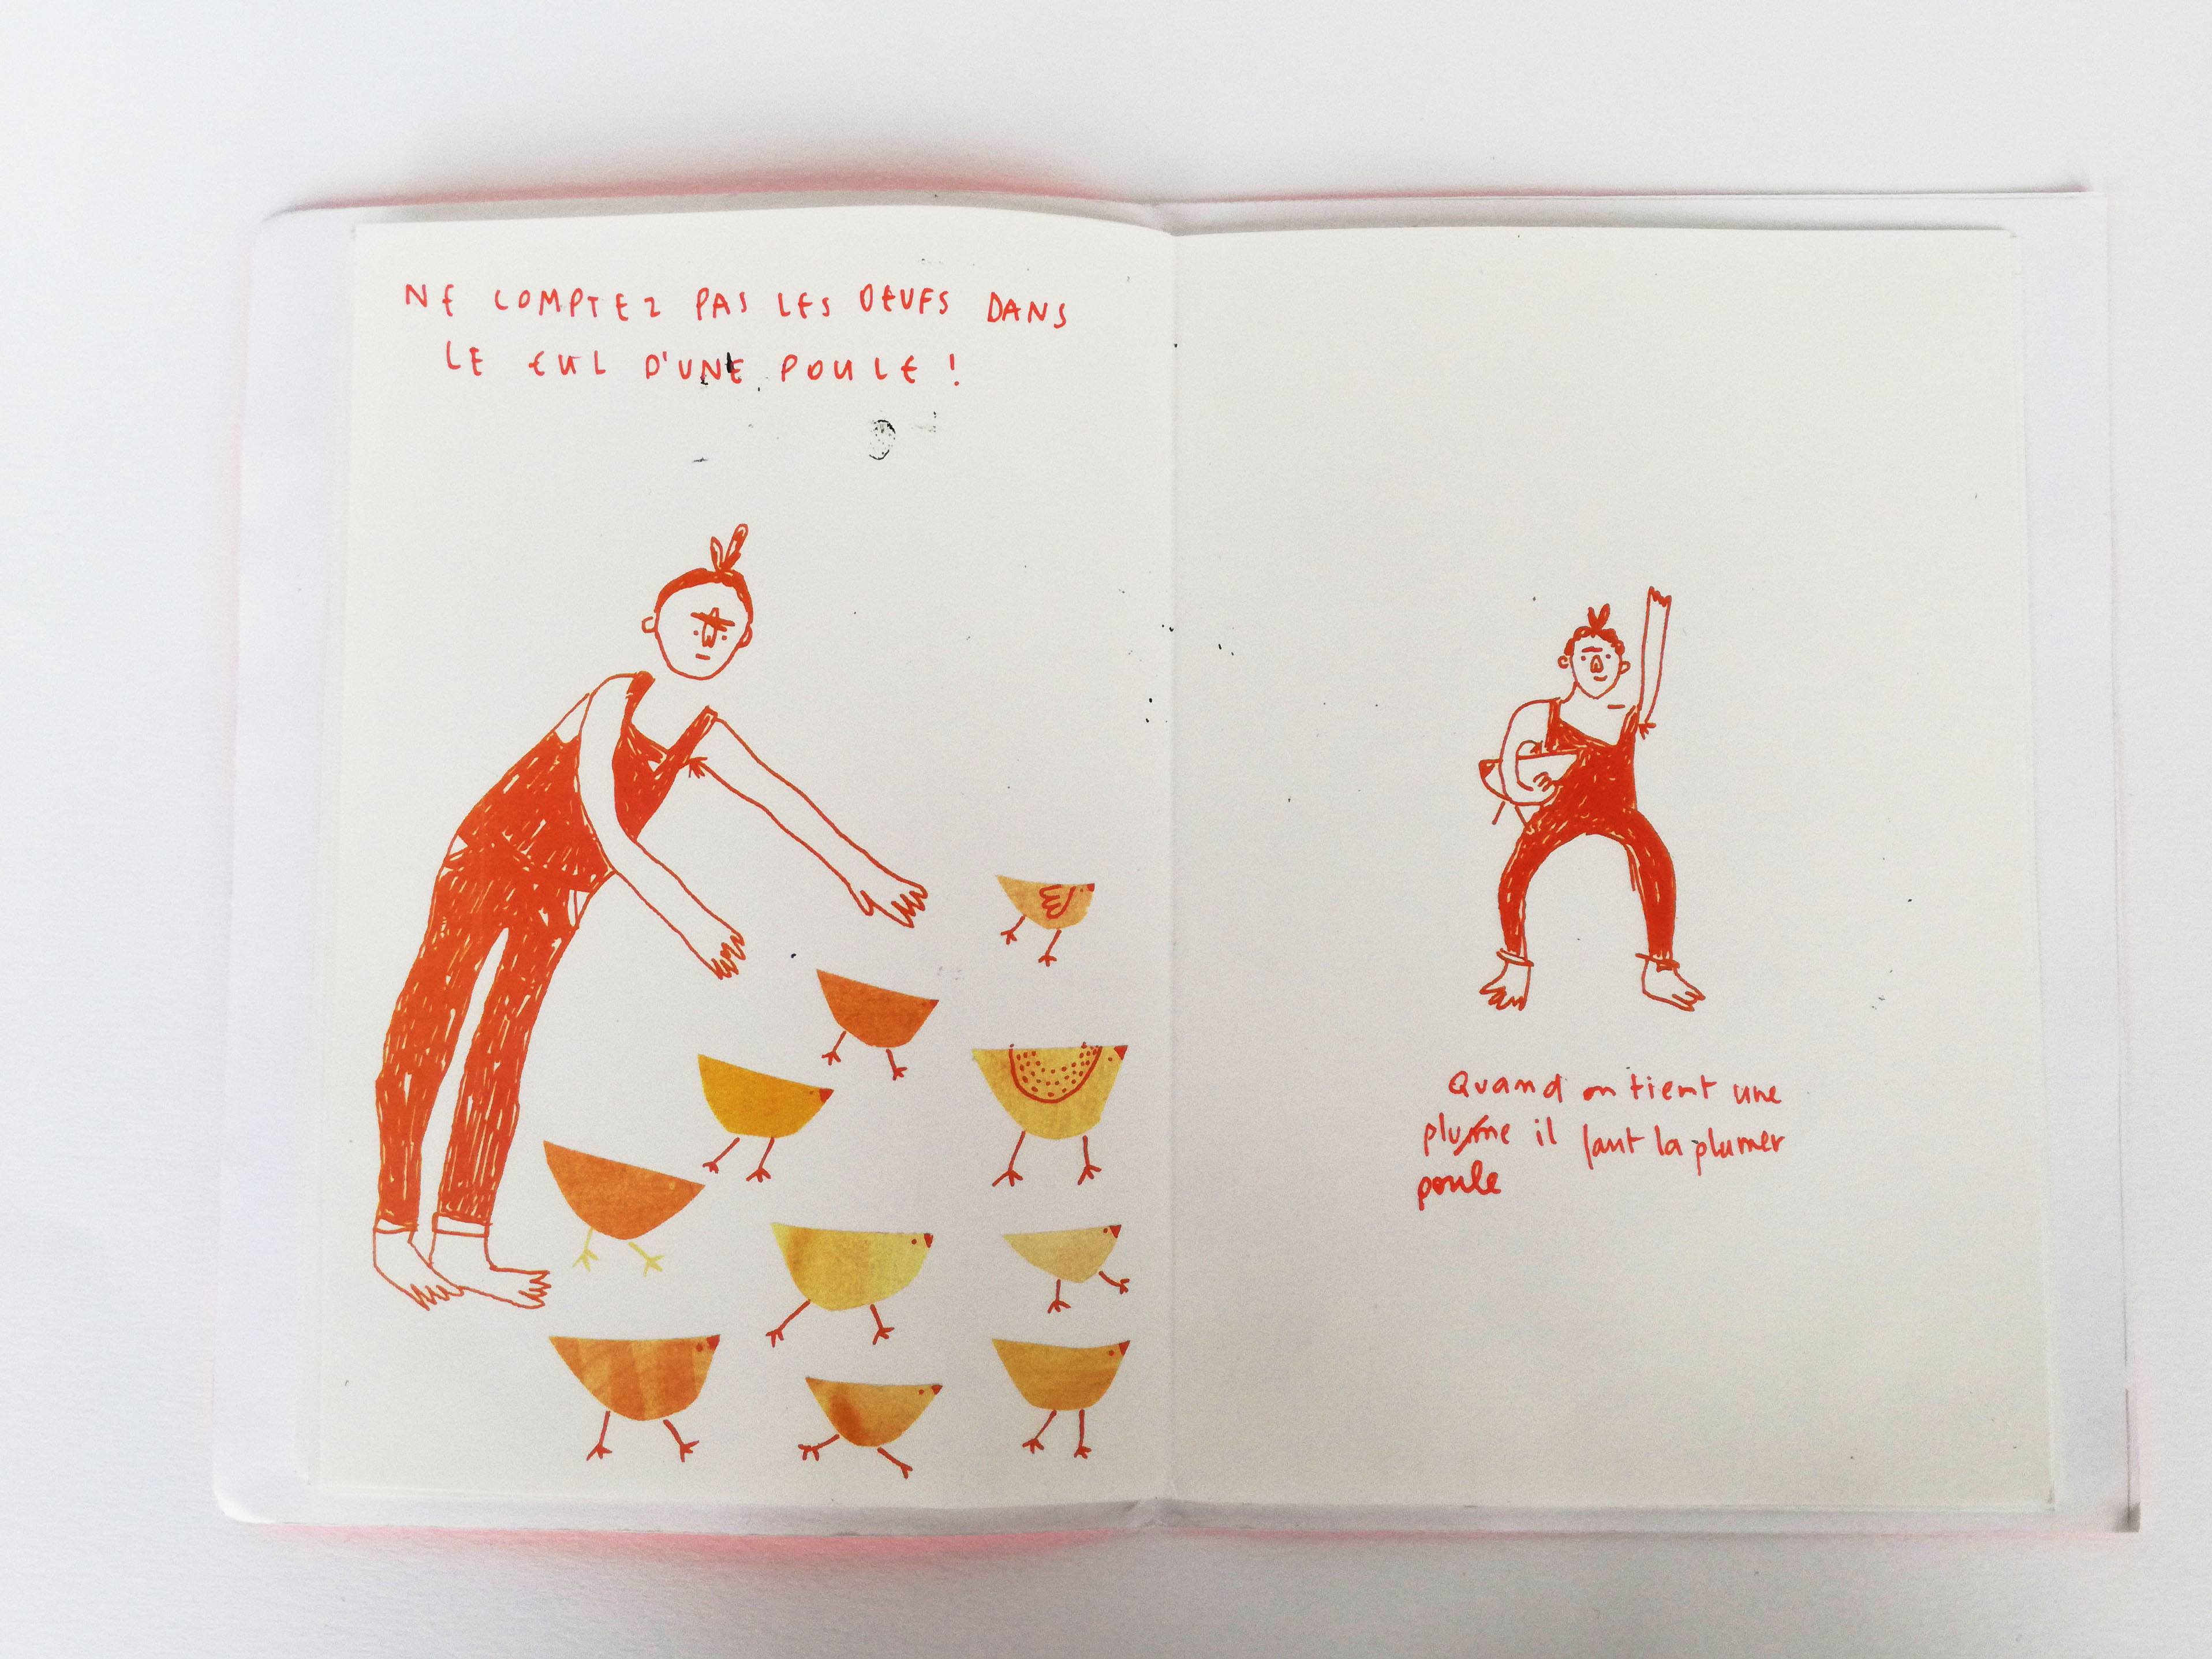 NE COMPTEZ PAS LES OEUFS DANS
LE CUL D'UNE POULE !
Quand on tient une
plume il faut la plumer
poule